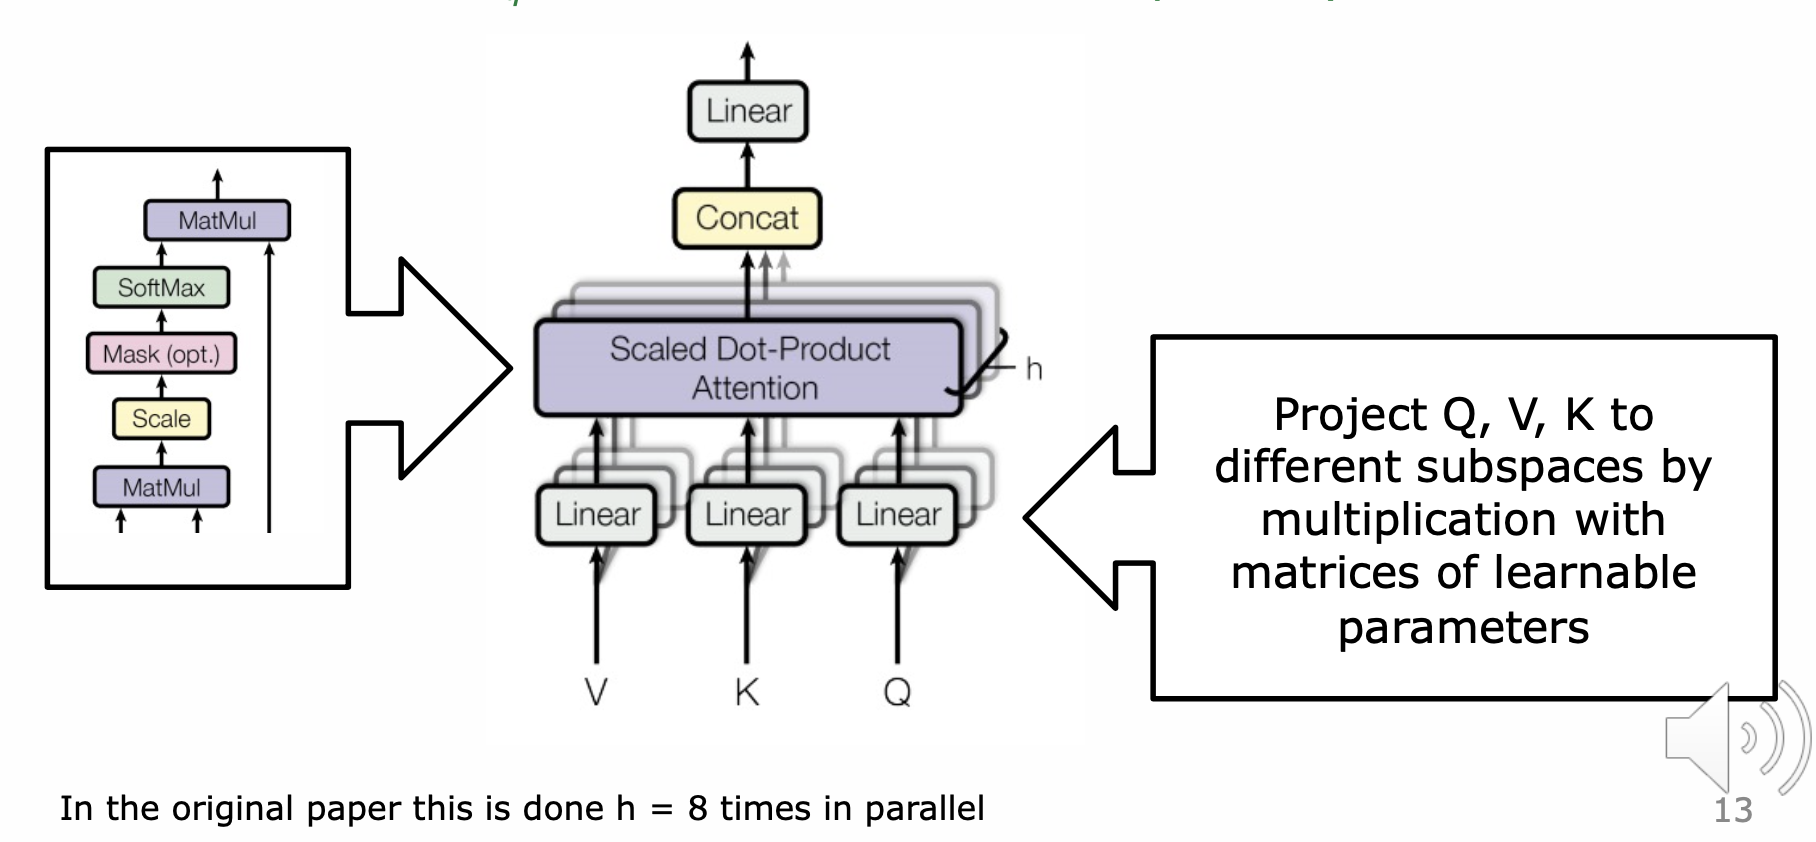 Linear
Concat
MatMul
SoftMax
Mask (opt.)
Scale
MatMul
Scaled Dot-Product
Attention
h
Linear
Linear
Linear
V
K
Q
Project Q, V, K to
different subspaces by
multiplication with
matrices of learnable
parameters
In the original paper this is done h = 8 times in parallel
13